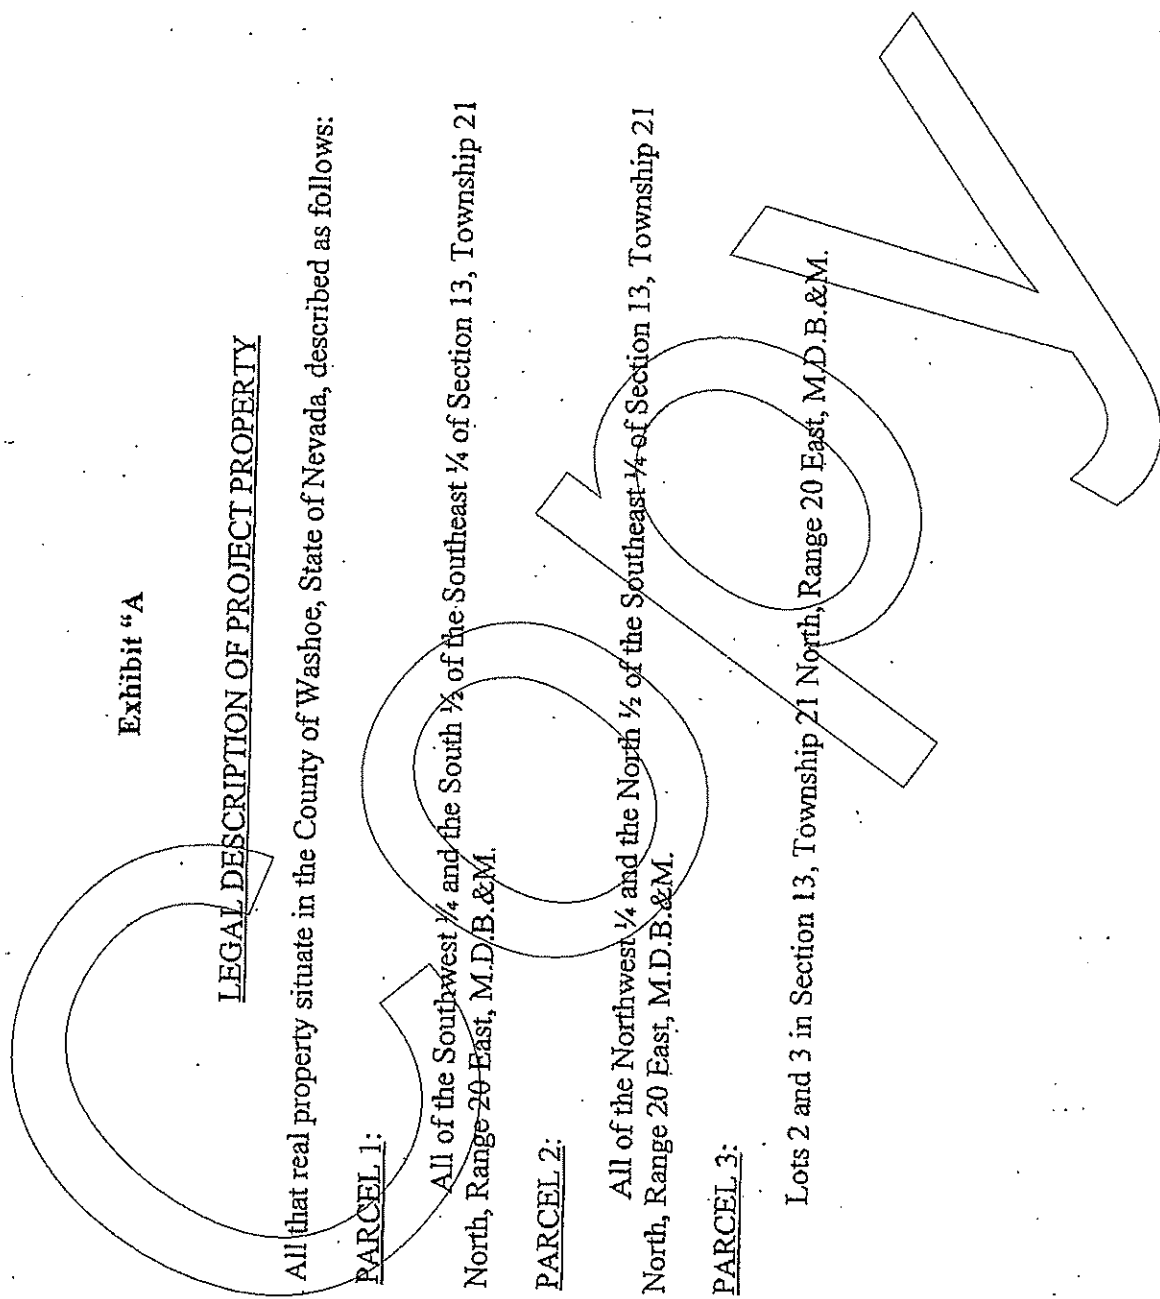 Exhibit “A
LEGAL DESCRIPTION OF PROJECT PROPERTY
All that real property situate in the County of Washoe, State of Nevada, described as follows:
PARCEL 1:
All of the Southwest ¼ and the South ½ of the Southeast ¼ of Section 13, Township 21
North, Range 20 East, M.D.B.&M.
PARCEL 2:
All of the Northwest ¼ and the North ½ of the Southeast ¼ of Section 13, Township 21
North, Range 20 East, M.D.B.&M.
PARCEL 3:
Lots 2 and 3 in Section 13, Township 21 North, Range 20 East, M.D.B.&M.
Copy